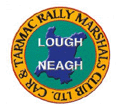 CAR & TARMAC RALLY MARSHALS CLUB LTD.
LOUGH
NEAGH